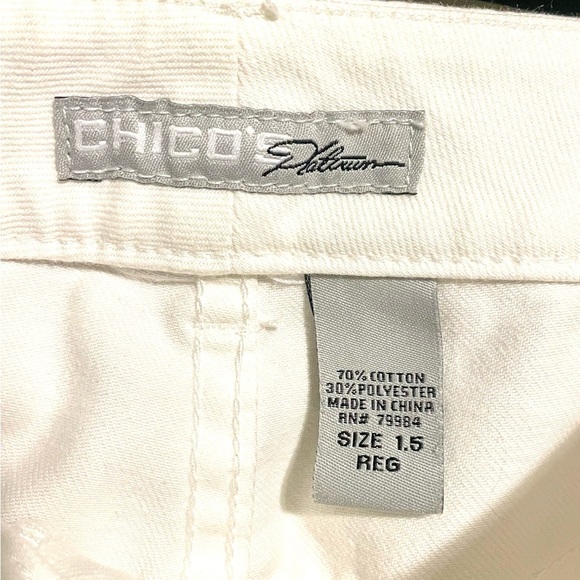 CHICO'S Platinum
70% COTTON
30% POLYESTER
MADE IN CHINA
RN# 79984
SIZE 1.5
REG